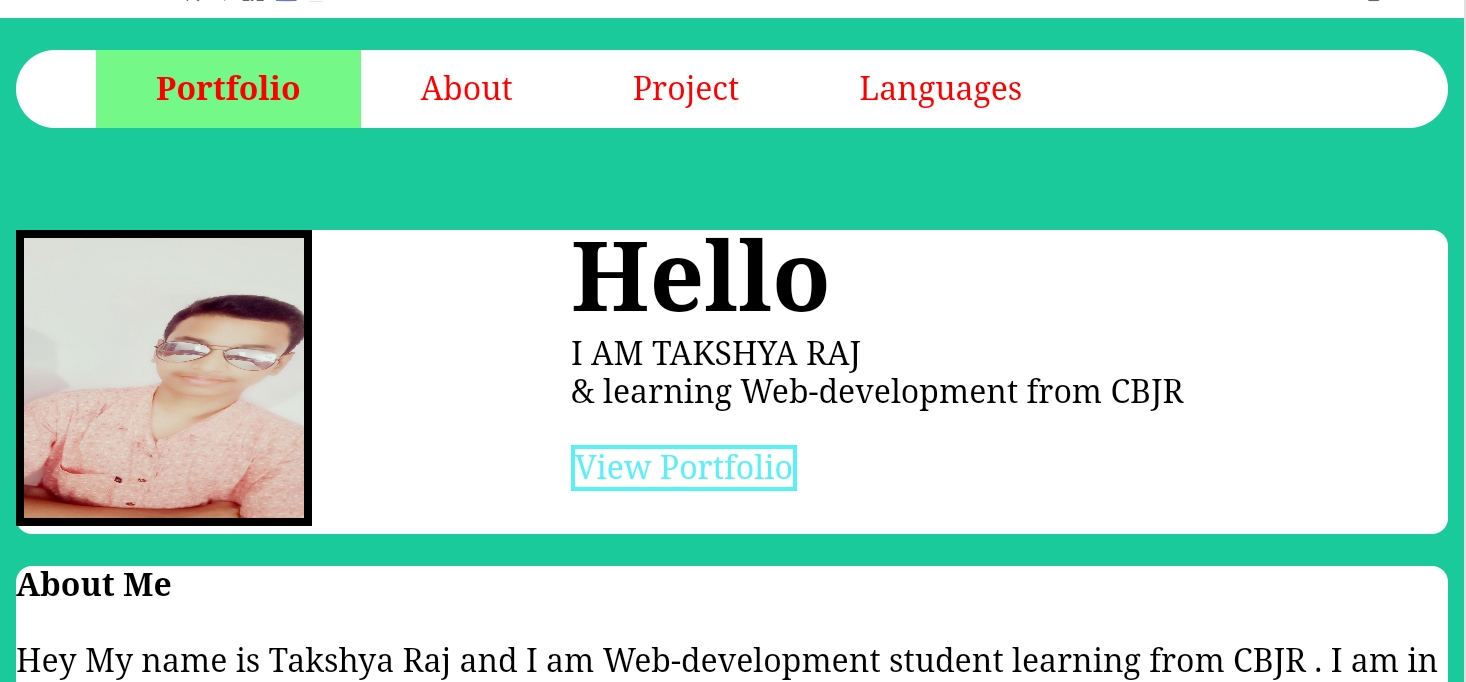 Portfolio About Project Languages
Hello
I AM TAKSHYA RAJ
& learning Web-development from CBJR
View Portfolio
About Me
Hey My name is Takshya Raj and I am Web-development student learning from CBJR . I am in